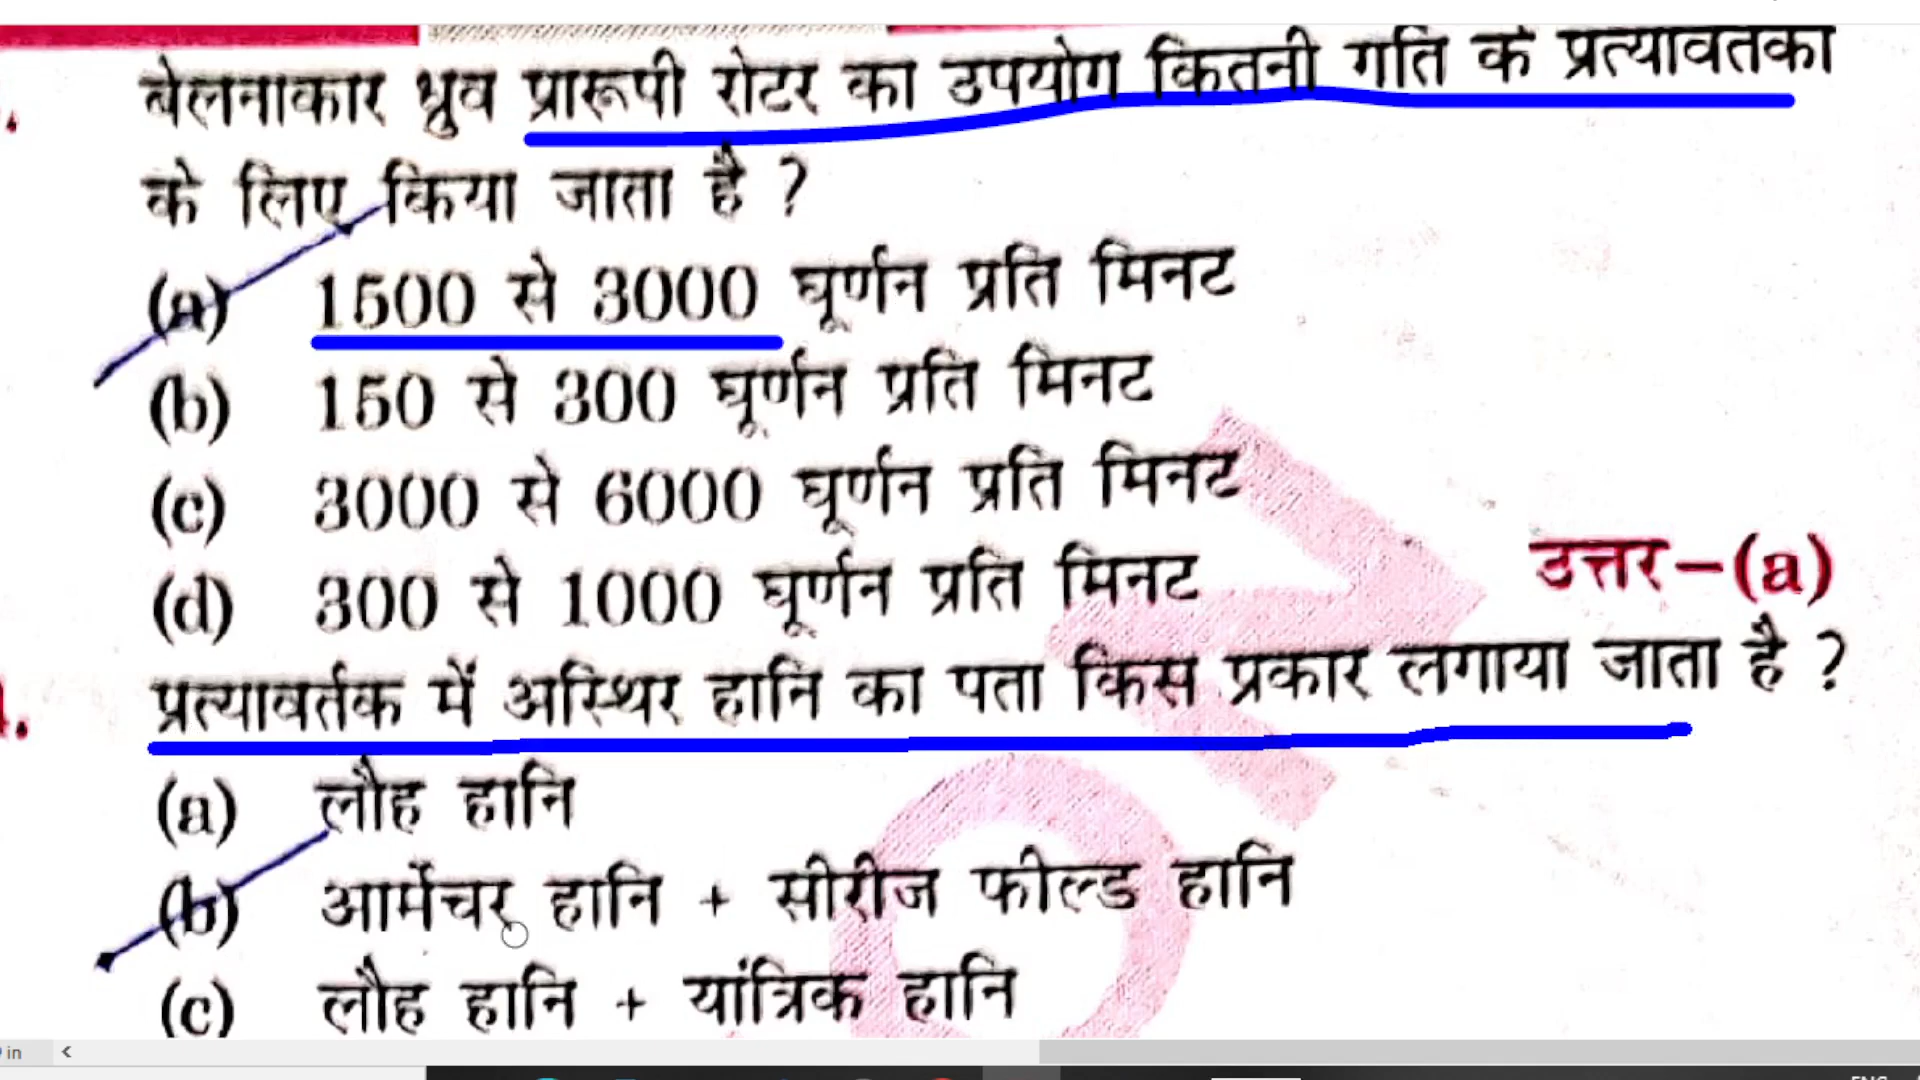 बेलनाकार ध्रुव प्रारूपी रोटर का उपयोग कितनी गति के प्रत्यावर्तकों
के लिए किया जाता है ?
(a) 1500 से 3000 घूर्णन प्रति मिनट
(b) 150 से 300 घूर्णन प्रति मिनट
(c) 3000 से 6000 घूर्णन प्रति मिनट
(d) 300 से 1000 घूर्णन प्रति मिनट
उत्तर–(a)
प्रत्यावर्तक में अस्थिर हानि का पता किस प्रकार लगाया जाता है ?
(a) लौह हानि
(b) आर्मेचर हानि + सीरीज फील्ड हानि
(c) लौह हानि + यांत्रिक हानि
in